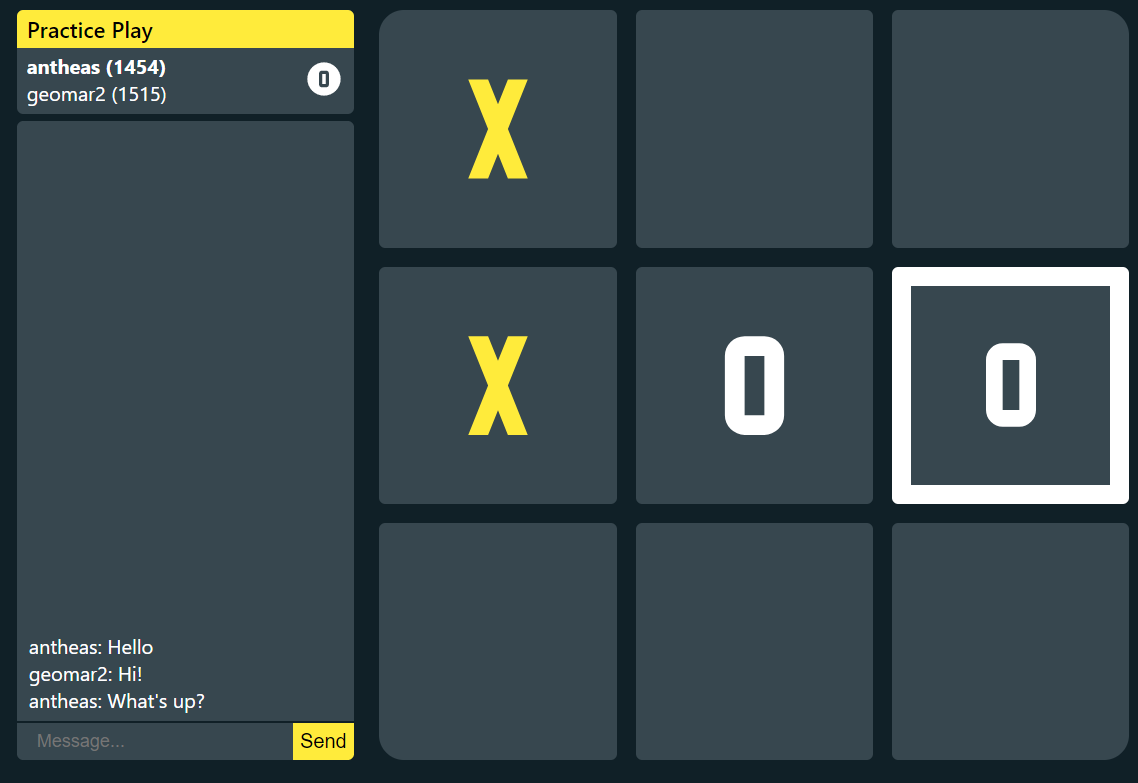 Practice Play
antheas (1454)
O
geomar2 (1515)
antheas: Hello
geomar2: Hi!
antheas: What's up?
Message...
Send
X
X O O